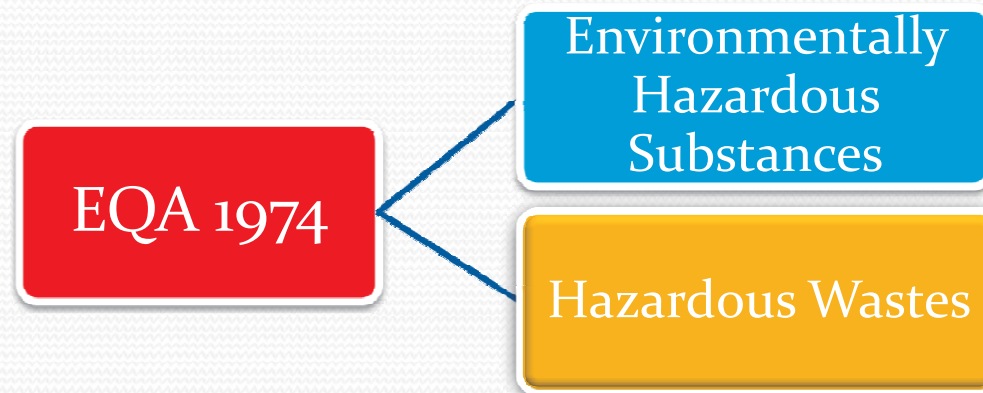 EQA 1974
Environmentally
Hazardous
Substances
Hazardous Wastes